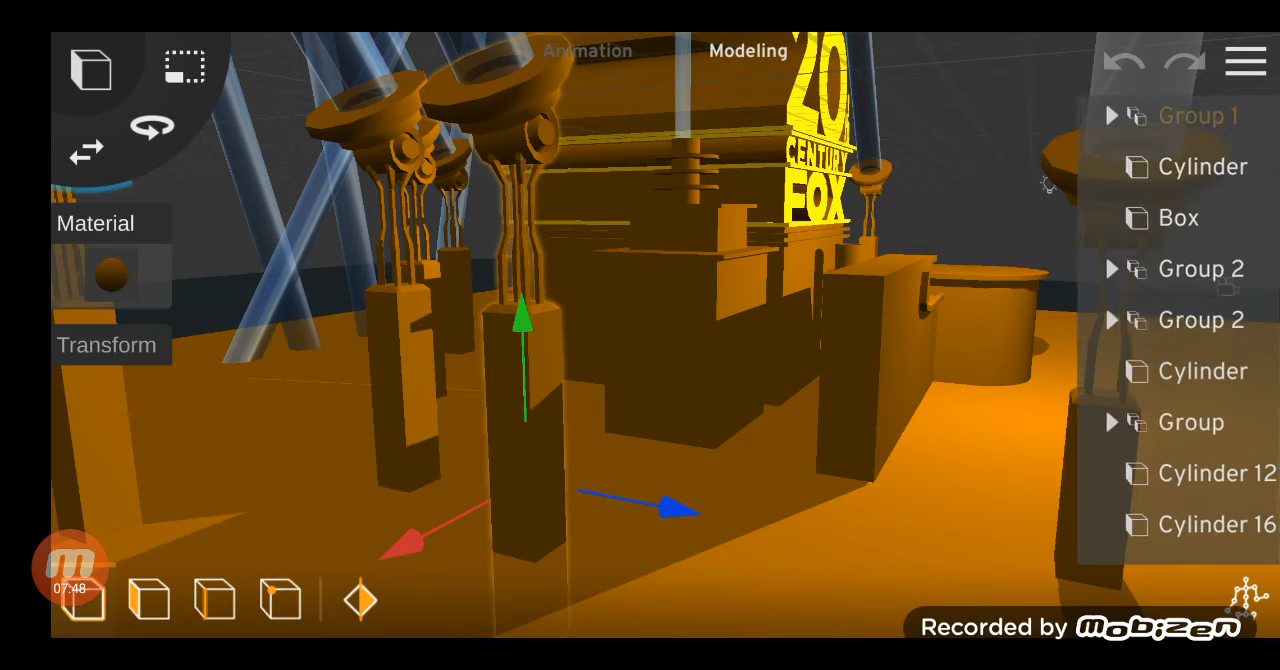 Animation
Modeling
Group 1
Cylinder
Box
Group 2
Group 2
Cylinder
Group
Cylinder 12
Cylinder 16
Material
Transform
20
CENTURY
FOX
07:48
Recorded by Mobizen